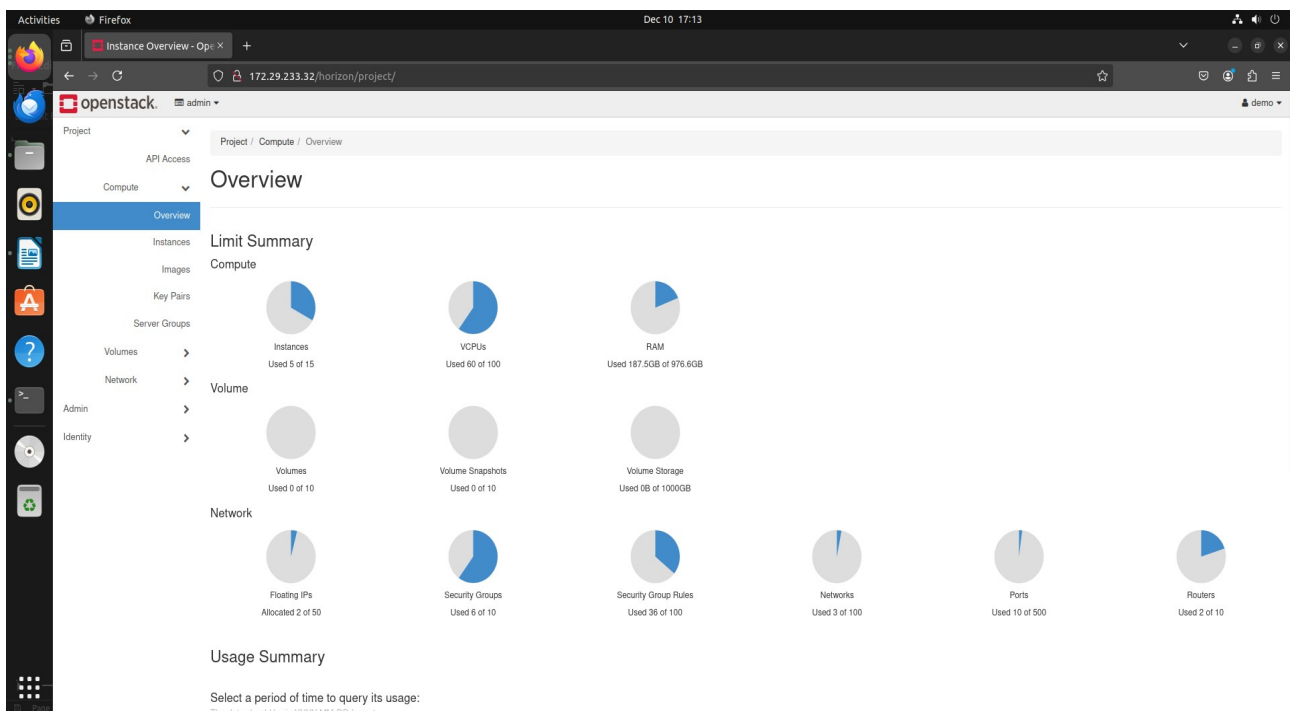 Activities Firefox Dec 10 17:13
Instance Overview - Ope × +
172.29.233.32/horizon/project/
openstack. admin demo
Project
API Access
Compute
Overview
Instances
Images
Key Pairs
Server Groups
Volumes
Network
Admin
Identity
Project / Compute / Overview
Overview
Limit Summary
Compute
Instances VCPUs RAM
Used 5 of 15 Used 60 of 100 Used 187.5GB of 976.6GB
Volume
Volumes Volume Snapshots Volume Storage
Used 0 of 10 Used 0 of 10 Used 0B of 1000GB
Network
Floating IPs Security Groups Security Group Rules Networks Ports Routers
Allocated 2 of 50 Used 6 of 10 Used 36 of 100 Used 3 of 100 Used 10 of 500 Used 2 of 10
Usage Summary
Select a period of time to query its usage: